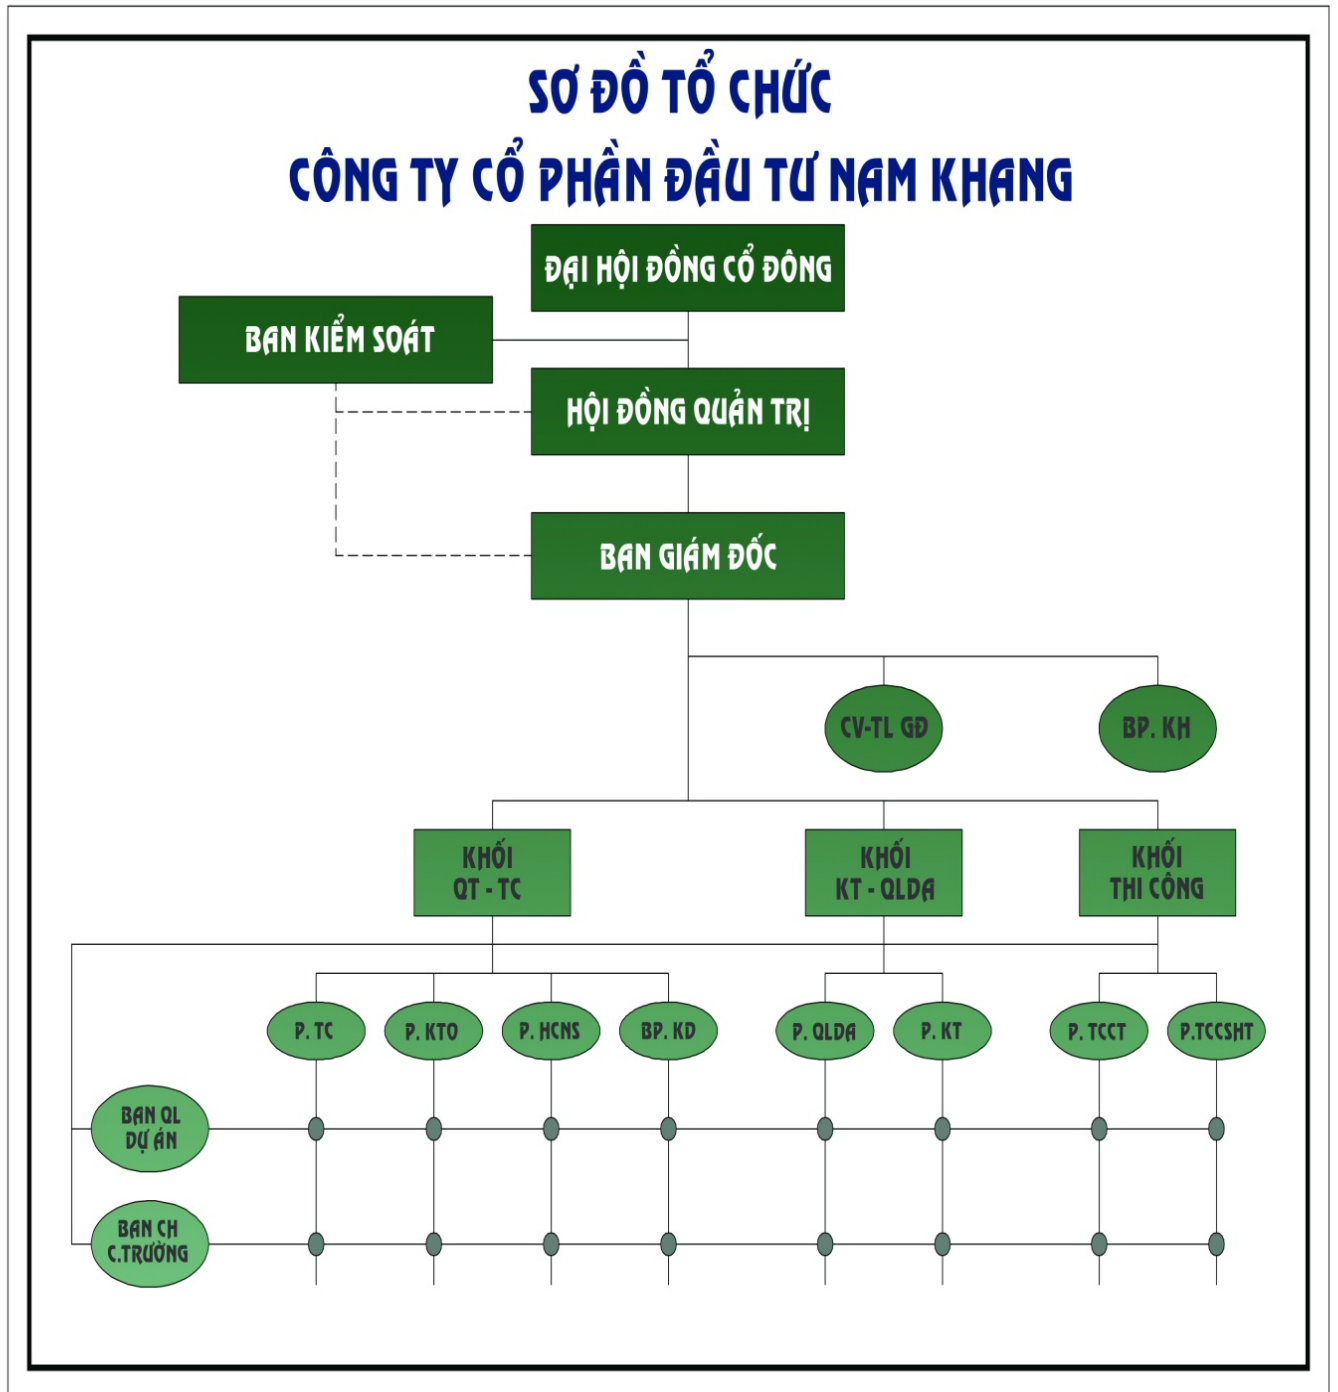 SƠ ĐỒ TỔ CHỨC
CÔNG TY CỔ PHẦN ĐẦU TƯ NAM KHANG
ĐẠI HỘI ĐỒNG CỔ ĐÔNG
BAN KIỂM SOÁT
HỘI ĐỒNG QUẢN TRỊ
BAN GIÁM ĐỐC
CV-TL GĐ
BP. KH
KHỐI
QT - TC
KHỐI
KT - QLDA
KHỐI
THI CÔNG
P. TC
P. KTO
P. HCNS
BP. KD
P. QLDA
P. KT
P. TCCT
P.TCCSHT
BAN QL
DỰ ÁN
BAN CH
C.TRƯỜNG